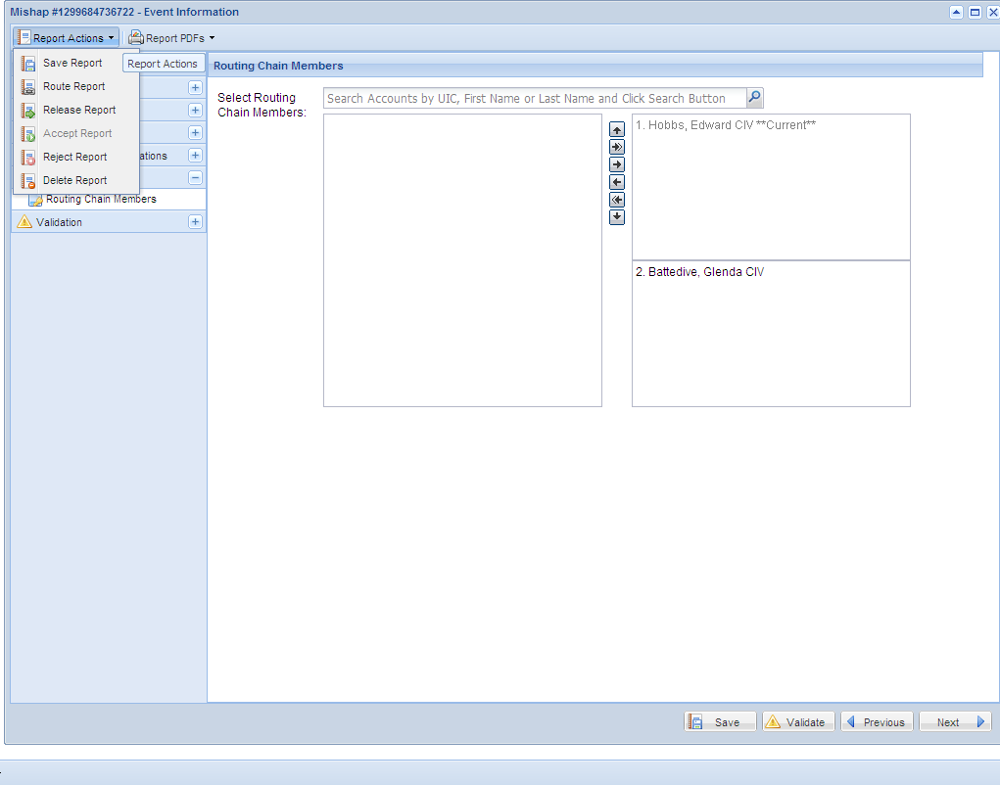 Mishap #1299684736722 - Event Information
Report Actions Report PDFs
Save Report
Route Report
Release Report
Accept Report
Reject Report
Delete Report
Report Actions
ations
Routing Chain Members
Validation
Routing Chain Members
Select Routing
Chain Members:
Search Accounts by UIC, First Name or Last Name and Click Search Button
1. Hobbs, Edward CIV **Current**
2. Battedive, Glenda CIV
Save Validate Previous Next